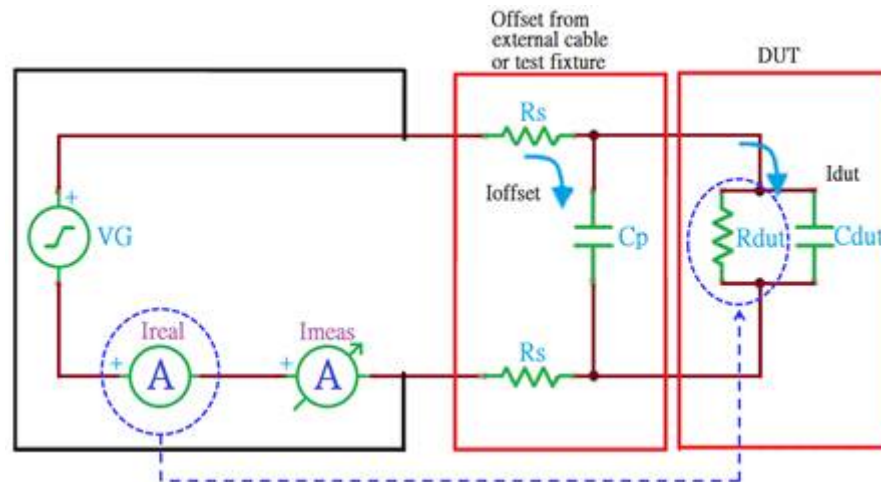 Offset from
external cable
or test fixture
DUT
Rs
Ioffset
Idut
+
VG
Cp
Rdut
Cdut
Ireal
Imeas
Rs
+
A
+
A